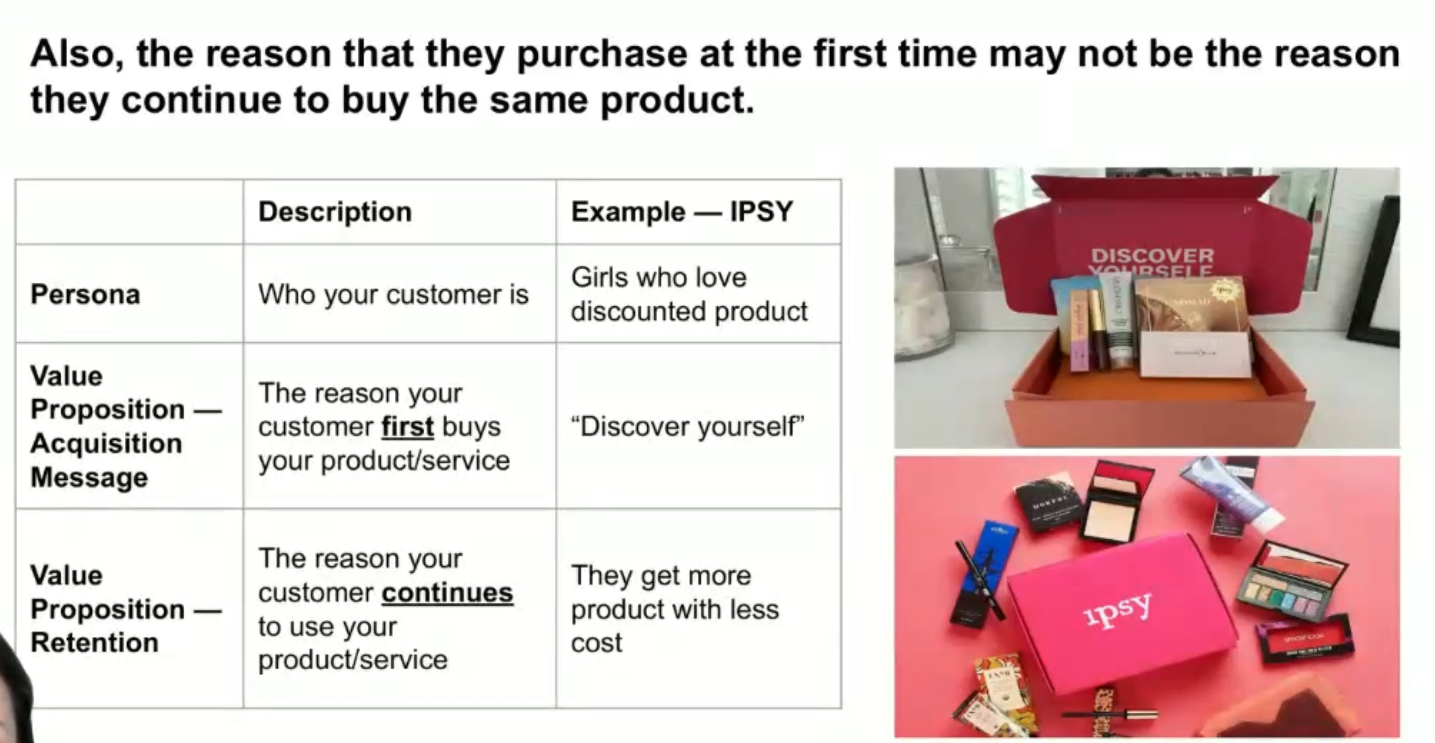 Also, the reason that they purchase at the first time may not be the reason
they continue to buy the same product.
Description
Example — IPSY
Persona
Who your customer is
Girls who love
discounted product
Value
Proposition —
Acquisition
Message
The reason your
customer first buys
your product/service
“Discover yourself”
Value
Proposition —
Retention
The reason your
customer continues
to use your
product/service
They get more
product with less
cost
DISCOVER
YOURSELF
MORPHE
ipsy
smashbox